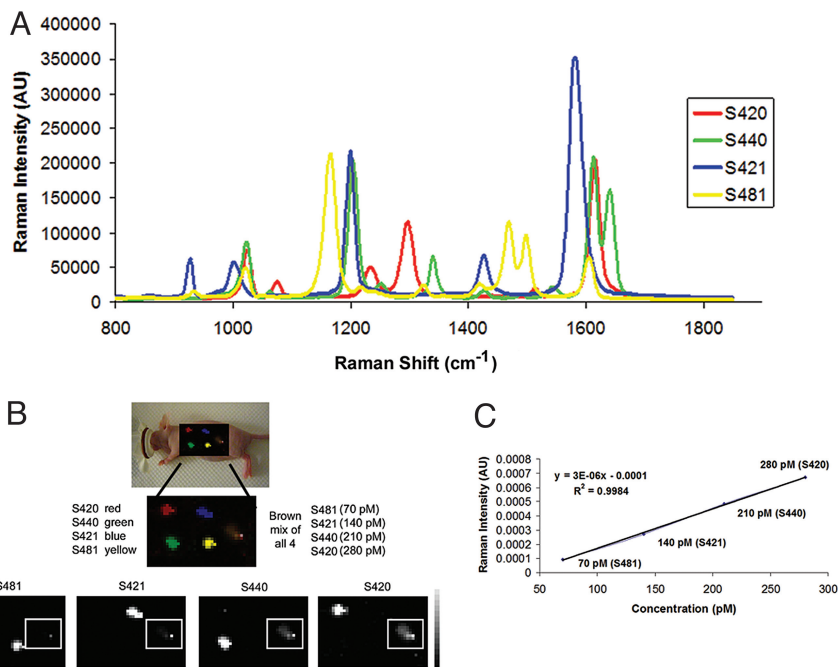 A
400000
350000
300000
250000
200000
150000
100000
50000
0
Raman Intensity (AU)
800 1000 1200 1400 1600 1800
Raman Shift (cm⁻¹)
S420
S440
S421
S481
B
S420 red
S440 green
S421 blue
S481 yellow
Brown
mix of
all 4
S481 (70 pM)
S421 (140 pM)
S440 (210 pM)
S420 (280 pM)
S481 S421 S440 S420
C
0.0008
0.0007
0.0006
0.0005
0.0004
0.0003
0.0002
0.0001
0
Raman Intensity (AU)
y = 3E-06x - 0.0001
R² = 0.9984
280 pM (S420)
210 pM (S440)
140 pM (S421)
70 pM (S481)
50 100 150 200 250 300
Concentration (pM)